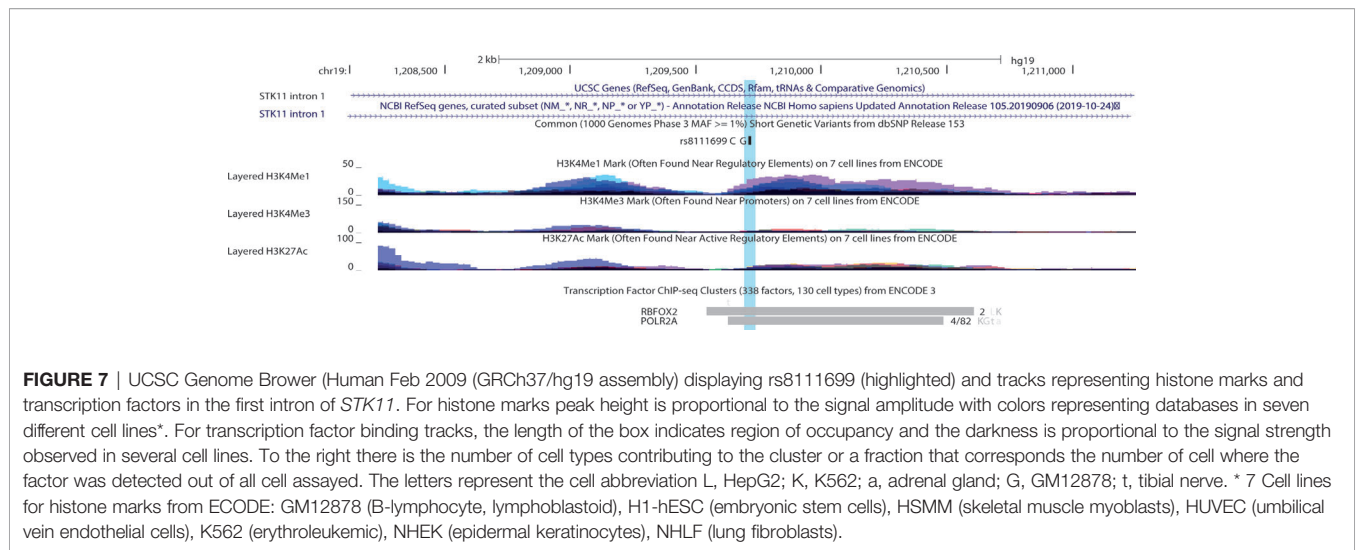 2 kb hg19
chr19: 1,208,500 1,209,000 1,209,500 1,210,000 1,210,500 1,211,000
UCSC Genes (RefSeq, GenBank, CCDS, Rfam, tRNAs & Comparative Genomics)
STK11 intron 1
NCBI RefSeq genes, curated subset (NM_*, NR_*, NP_* or YP_*) - Annotation Release NCBI Homo sapiens Updated Annotation Release 105.20190906 (2019-10-24)
STK11 intron 1
Common (1000 Genomes Phase 3 MAF >= 1%) Short Genetic Variants from dbSNP Release 153
rs8111699 C G
H3K4Me1 Mark (Often Found Near Regulatory Elements) on 7 cell lines from ENCODE
50
Layered H3K4Me1
0
H3K4Me3 Mark (Often Found Near Promoters) on 7 cell lines from ENCODE
150
Layered H3K4Me3
0
H3K27Ac Mark (Often Found Near Active Regulatory Elements) on 7 cell lines from ENCODE
100
Layered H3K27Ac
0
Transcription Factor ChIP-seq Clusters (338 factors, 130 cell types) from ENCODE 3
RBFOX2 2 L K
POLR2A 4/82 KGta
FIGURE 7 | UCSC Genome Brower (Human Feb 2009 (GRCh37/hg19 assembly) displaying rs8111699 (highlighted) and tracks representing histone marks and
transcription factors in the first intron of STK11. For histone marks peak height is proportional to the signal amplitude with colors representing databases in seven
different cell lines*. For transcription factor binding tracks, the length of the box indicates region of occupancy and the darkness is proportional to the signal strength
observed in several cell lines. To the right there is the number of cell types contributing to the cluster or a fraction that corresponds the number of cell where the
factor was detected out of all cell assayed. The letters represent the cell abbreviation L, HepG2; K, K562; a, adrenal gland; G, GM12878; t, tibial nerve. * 7 Cell lines
for histone marks from ECODE: GM12878 (B-lymphocyte, lymphoblastoid), H1-hESC (embryonic stem cells), HSMM (skeletal muscle myoblasts), HUVEC (umbilical
vein endothelial cells), K562 (erythroleukemic), NHEK (epidermal keratinocytes), NHLF (lung fibroblasts).